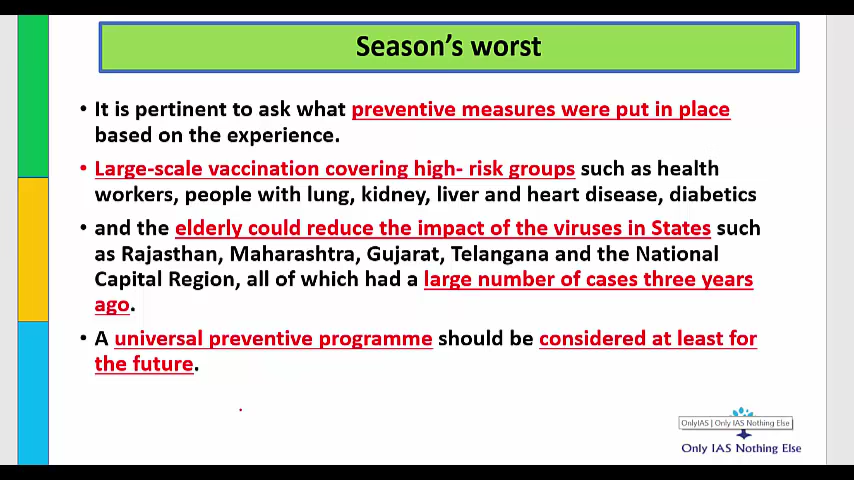 Season's worst
• It is pertinent to ask what preventive measures were put in place
based on the experience.
• Large-scale vaccination covering high- risk groups such as health
workers, people with lung, kidney, liver and heart disease, diabetics
• and the elderly could reduce the impact of the viruses in States such
as Rajasthan, Maharashtra, Gujarat, Telangana and the National
Capital Region, all of which had a large number of cases three years
ago.
• A universal preventive programme should be considered at least for
the future.
OnlyIAS | Only IAS Nothing Else
Only IAS Nothing Else